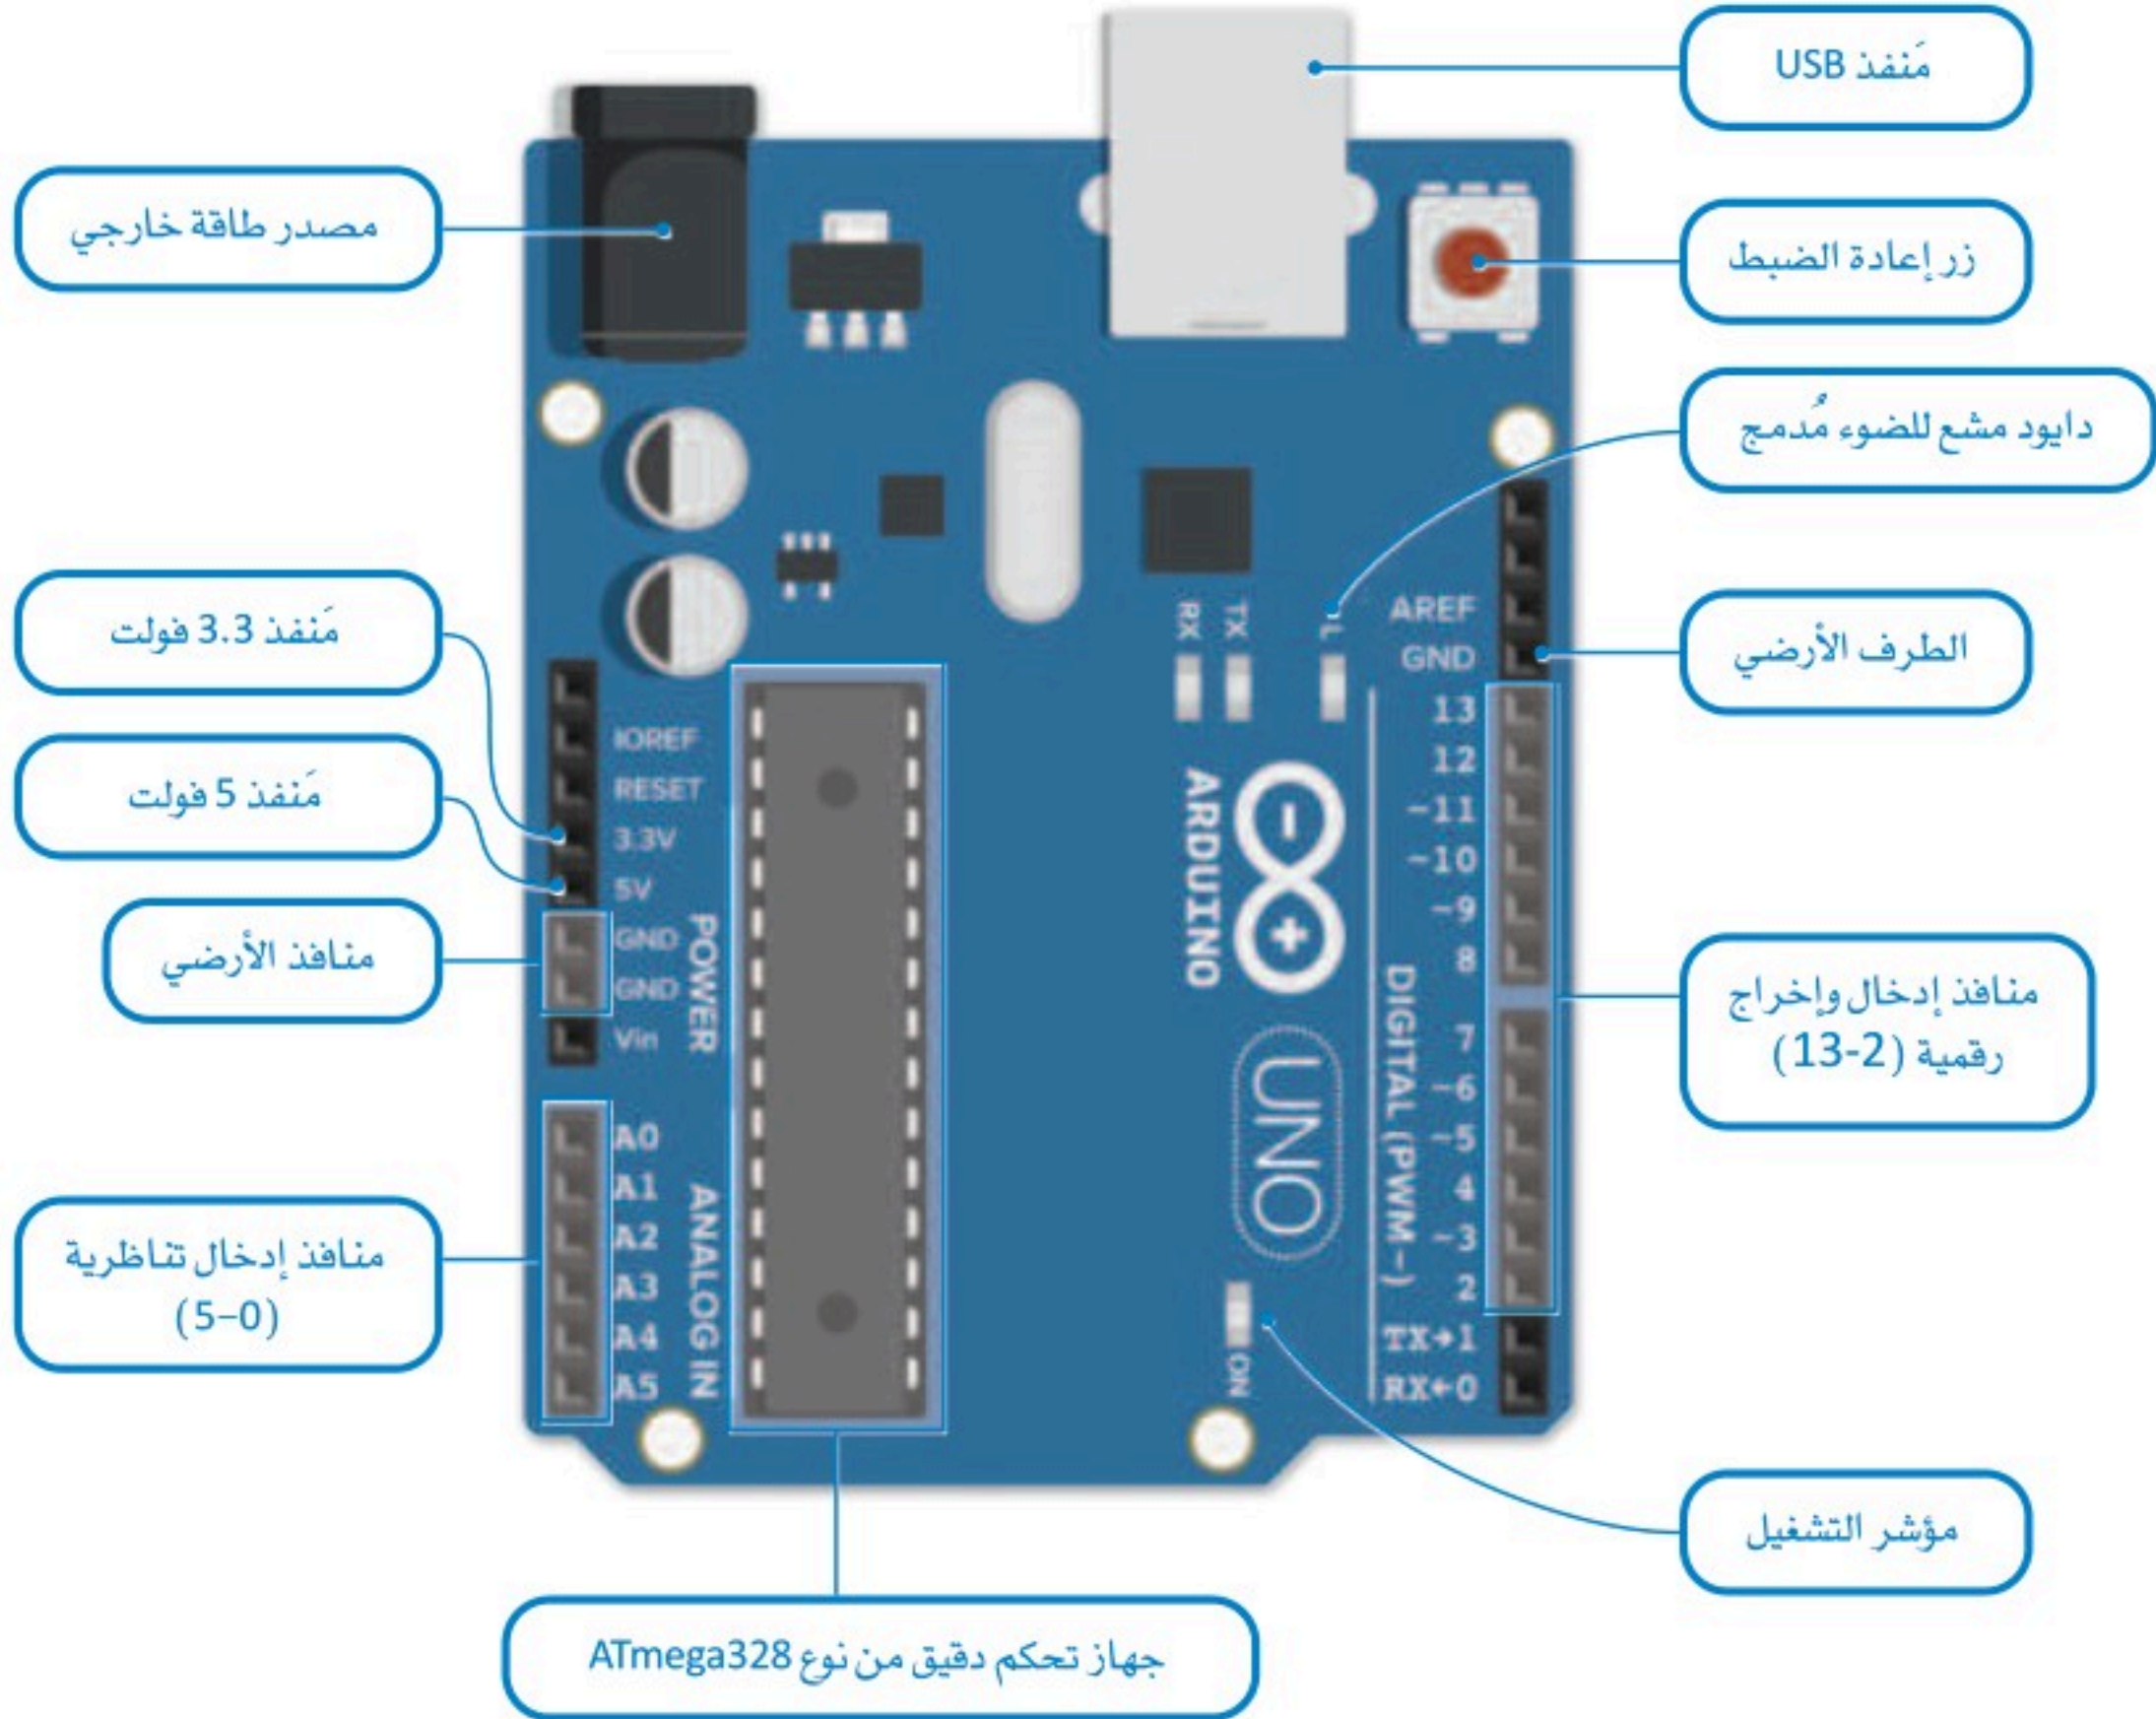 مَنفذ USB
زر إعادة الضبط
دايود مشع للضوء مُدمج
الطرف الأرضي
منافذ إدخال وإخراج
رقمية (2-13)
مؤشر التشغيل
مصدر طاقة خارجي
مَنفذ 3.3 فولت
مَنفذ 5 فولت
منافذ الأرضي
منافذ إدخال تناظرية
(0–5)
جهاز تحكم دقيق من نوع ATmega328
IOREF
RESET
3.3V
5V
GND
GND
Vin
POWER
A0
A1
A2
A3
A4
A5
ANALOG IN
RX
TX
L
ARDUINO
UNO
ON
AREF
GND
13
12
~11
~10
~9
8
7
~6
~5
4
~3
2
TX→1
RX←0
DIGITAL (PWM~)